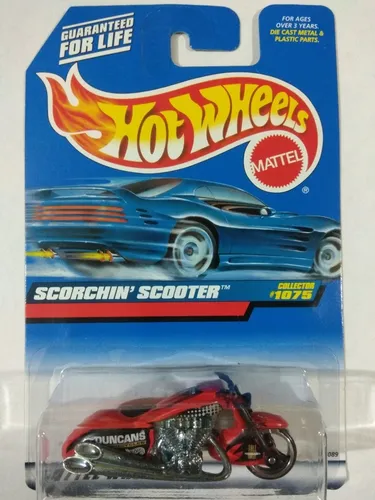 GUARANTEED
FOR LIFE
FOR AGES
OVER 3 YEARS.
DIE CAST METAL &
PLASTIC PARTS.
HOT WHEELS
MATTEL
®
SCORCHIN' SCOOTER™
COLLECTOR
#1075
DUNCANS